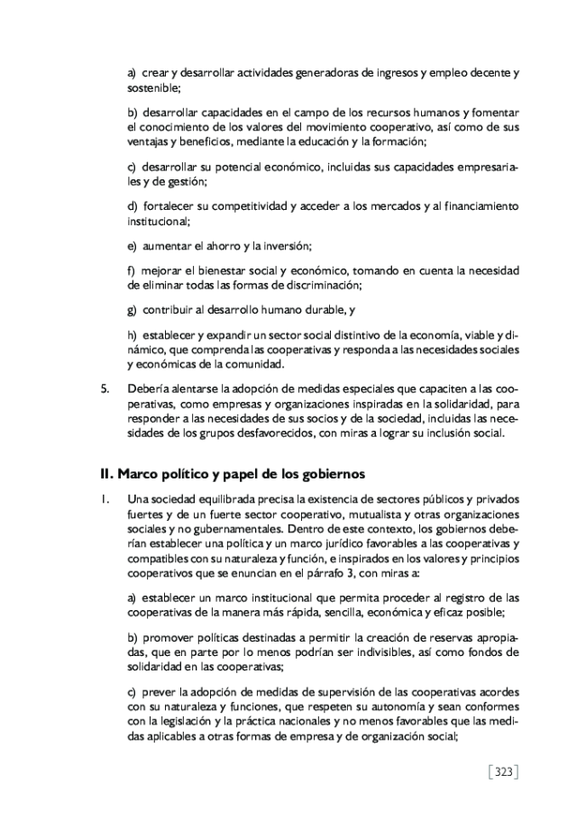 a) crear y desarrollar actividades generadoras de ingresos y empleo decente y
sostenible;
b) desarrollar capacidades en el campo de los recursos humanos y fomentar
el conocimiento de los valores del movimiento cooperativo, así como de sus
ventajas y beneficios, mediante la educación y la formación;
c) desarrollar su potencial económico, incluidas sus capacidades empresaria-
les y de gestión;
d) fortalecer su competitividad y acceder a los mercados y al financiamiento
institucional;
e) aumentar el ahorro y la inversión;
f) mejorar el bienestar social y económico, tomando en cuenta la necesidad
de eliminar todas las formas de discriminación;
g) contribuir al desarrollo humano durable, y
h) establecer y expandir un sector social distintivo de la economía, viable y di-
námico, que comprenda las cooperativas y responda a las necesidades sociales
y económicas de la comunidad.
5. Debería alentarse la adopción de medidas especiales que capaciten a las coo-
perativas, como empresas y organizaciones inspiradas en la solidaridad, para
responder a las necesidades de sus socios y de la sociedad, incluidas las nece-
sidades de los grupos desfavorecidos, con miras a lograr su inclusión social.
II. Marco político y papel de los gobiernos
1. Una sociedad equilibrada precisa la existencia de sectores públicos y privados
fuertes y de un fuerte sector cooperativo, mutualista y otras organizaciones
sociales y no gubernamentales. Dentro de este contexto, los gobiernos debe-
rían establecer una política y un marco jurídico favorables a las cooperativas y
compatibles con su naturaleza y función, e inspirados en los valores y principios
cooperativos que se enuncian en el párrafo 3, con miras a:
a) establecer un marco institucional que permita proceder al registro de las
cooperativas de la manera más rápida, sencilla, económica y eficaz posible;
b) promover políticas destinadas a permitir la creación de reservas apropia-
das, que en parte por lo menos podrían ser indivisibles, así como fondos de
solidaridad en las cooperativas;
c) prever la adopción de medidas de supervisión de las cooperativas acordes
con su naturaleza y funciones, que respeten su autonomía y sean conformes
con la legislación y la práctica nacionales y no menos favorables que las medi-
das aplicables a otras formas de empresa y de organización social;
[323]